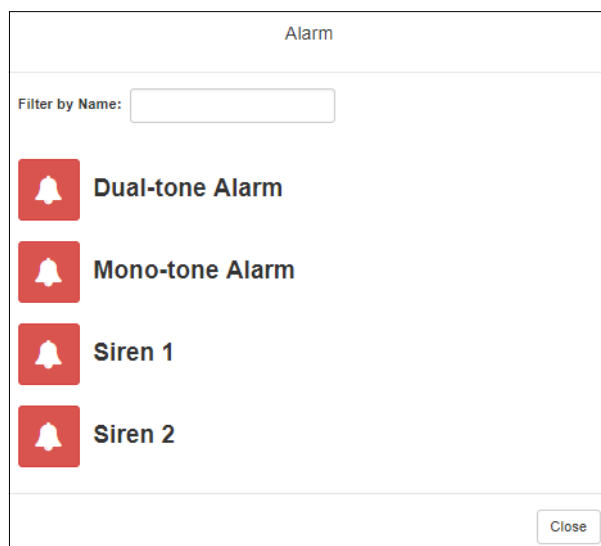 Alarm
Filter by Name:
Dual-tone Alarm
Mono-tone Alarm
Siren 1
Siren 2
Close